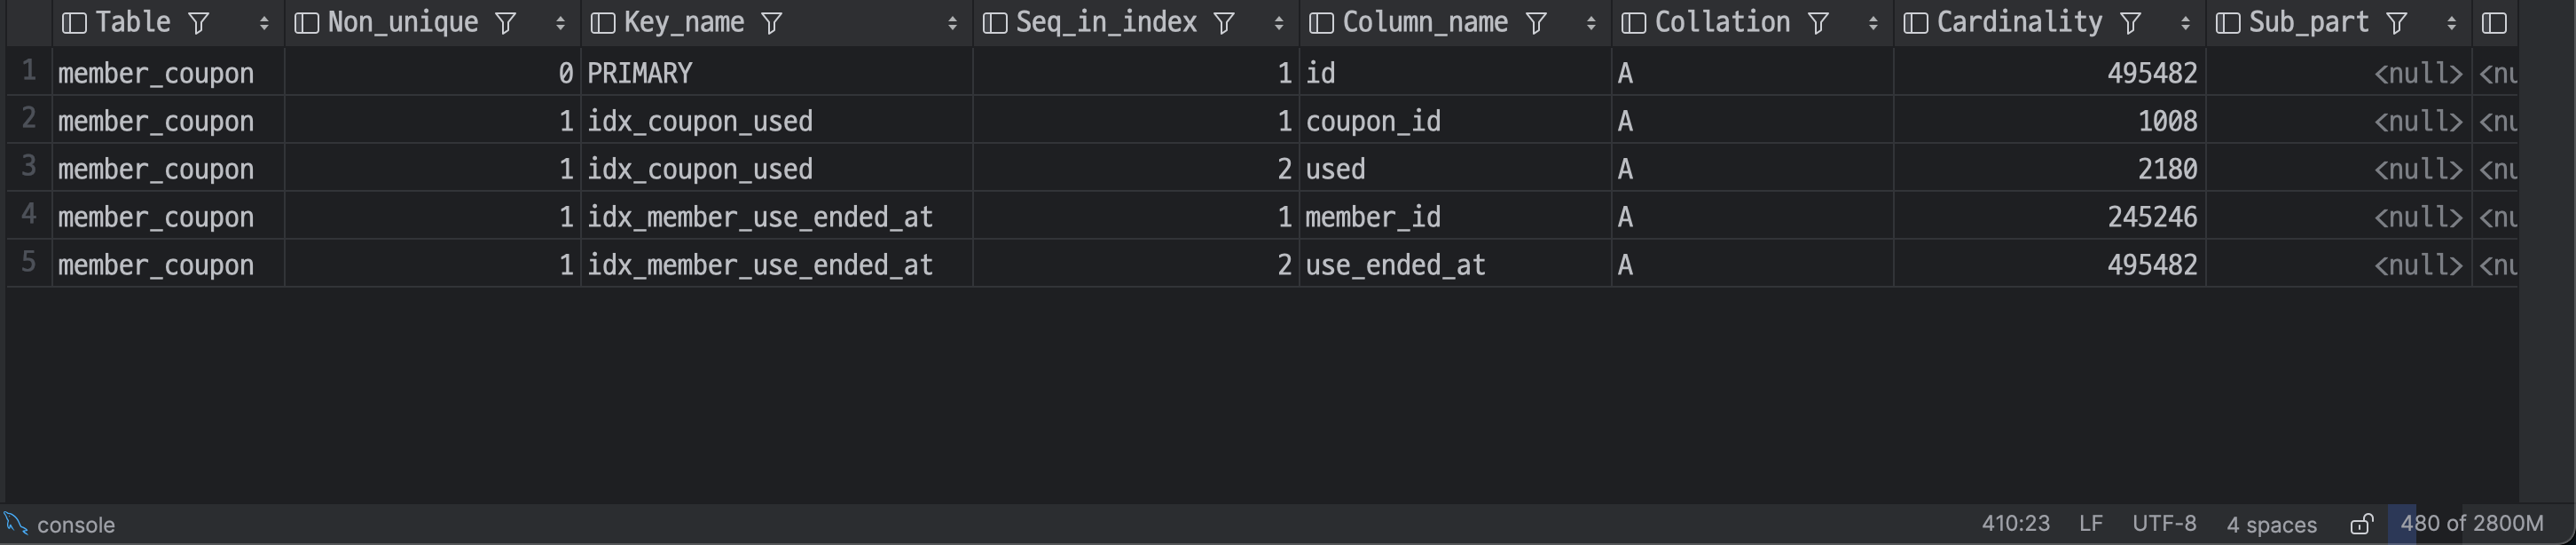 Table Non_unique Key_name Seq_in_index Column_name Collation Cardinality Sub_part
1 member_coupon 0 PRIMARY 1 id A 495482 <null> <nu
2 member_coupon 1 idx_coupon_used 1 coupon_id A 1008 <null> <nu
3 member_coupon 1 idx_coupon_used 2 used A 2180 <null> <nu
4 member_coupon 1 idx_member_use_ended_at 1 member_id A 245246 <null> <nu
5 member_coupon 1 idx_member_use_ended_at 2 use_ended_at A 495482 <null> <nu
console 410:23 LF UTF-8 4 spaces 480 of 2800M